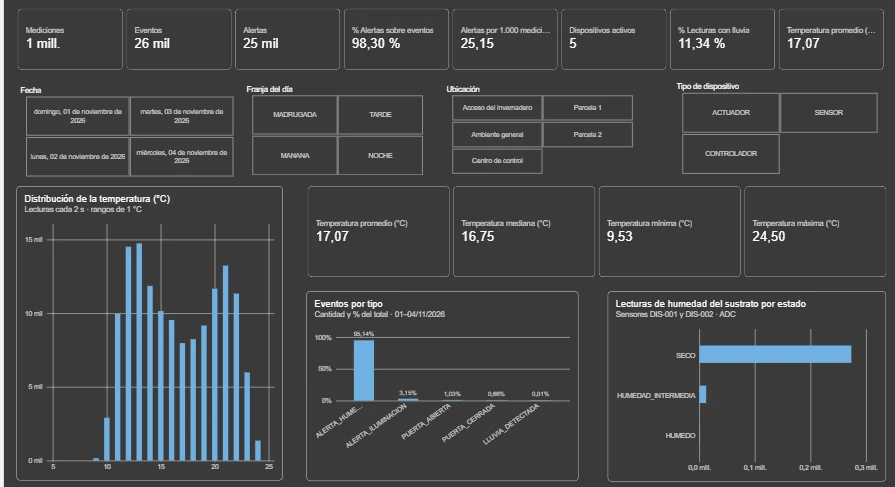 Mediciones
1 mill.
Eventos
26 mil
Alertas
25 mil
% Alertas sobre eventos
98,30 %
Alertas por 1.000 medici...
25,15
Dispositivos activos
5
% Lecturas con lluvia
11,34 %
Temperatura promedio (...
17,07
Fecha
domingo, 01 de noviembre de
2026
martes, 03 de noviembre de
2026
lunes, 02 de noviembre de 2026
miércoles, 04 de noviembre de
2026
Franja del día
MADRUGADA
TARDE
MANANA
NOCHE
Ubicación
Acceso del invernadero
Parcela 1
Ambiente general
Parcela 2
Centro de control
Tipo de dispositivo
ACTUADOR
SENSOR
CONTROLADOR
Distribución de la temperatura (°C)
Lecturas cada 2 s · rangos de 1 °C
15 mil
10 mil
5 mil
0 mil
5
10
15
20
25
Temperatura promedio (°C)
17,07
Temperatura mediana (°C)
16,75
Temperatura mínima (°C)
9,53
Temperatura máxima (°C)
24,50
Eventos por tipo
Cantidad y % del total · 01–04/11/2026
100%
50%
0%
95,14%
3,15%
1,03%
0,68%
0,01%
ALERTA_HUME...
ALERTA_ILUMINACION
PUERTA_ABIERTA
PUERTA_CERRADA
LLUVIA_DETECTADA
Lecturas de humedad del sustrato por estado
Sensores DIS-001 y DIS-002 · ADC
SECO
HUMEDAD_INTERMEDIA
HUMEDO
0,0 mill.
0,1 mill.
0,2 mill.
0,3 mill.